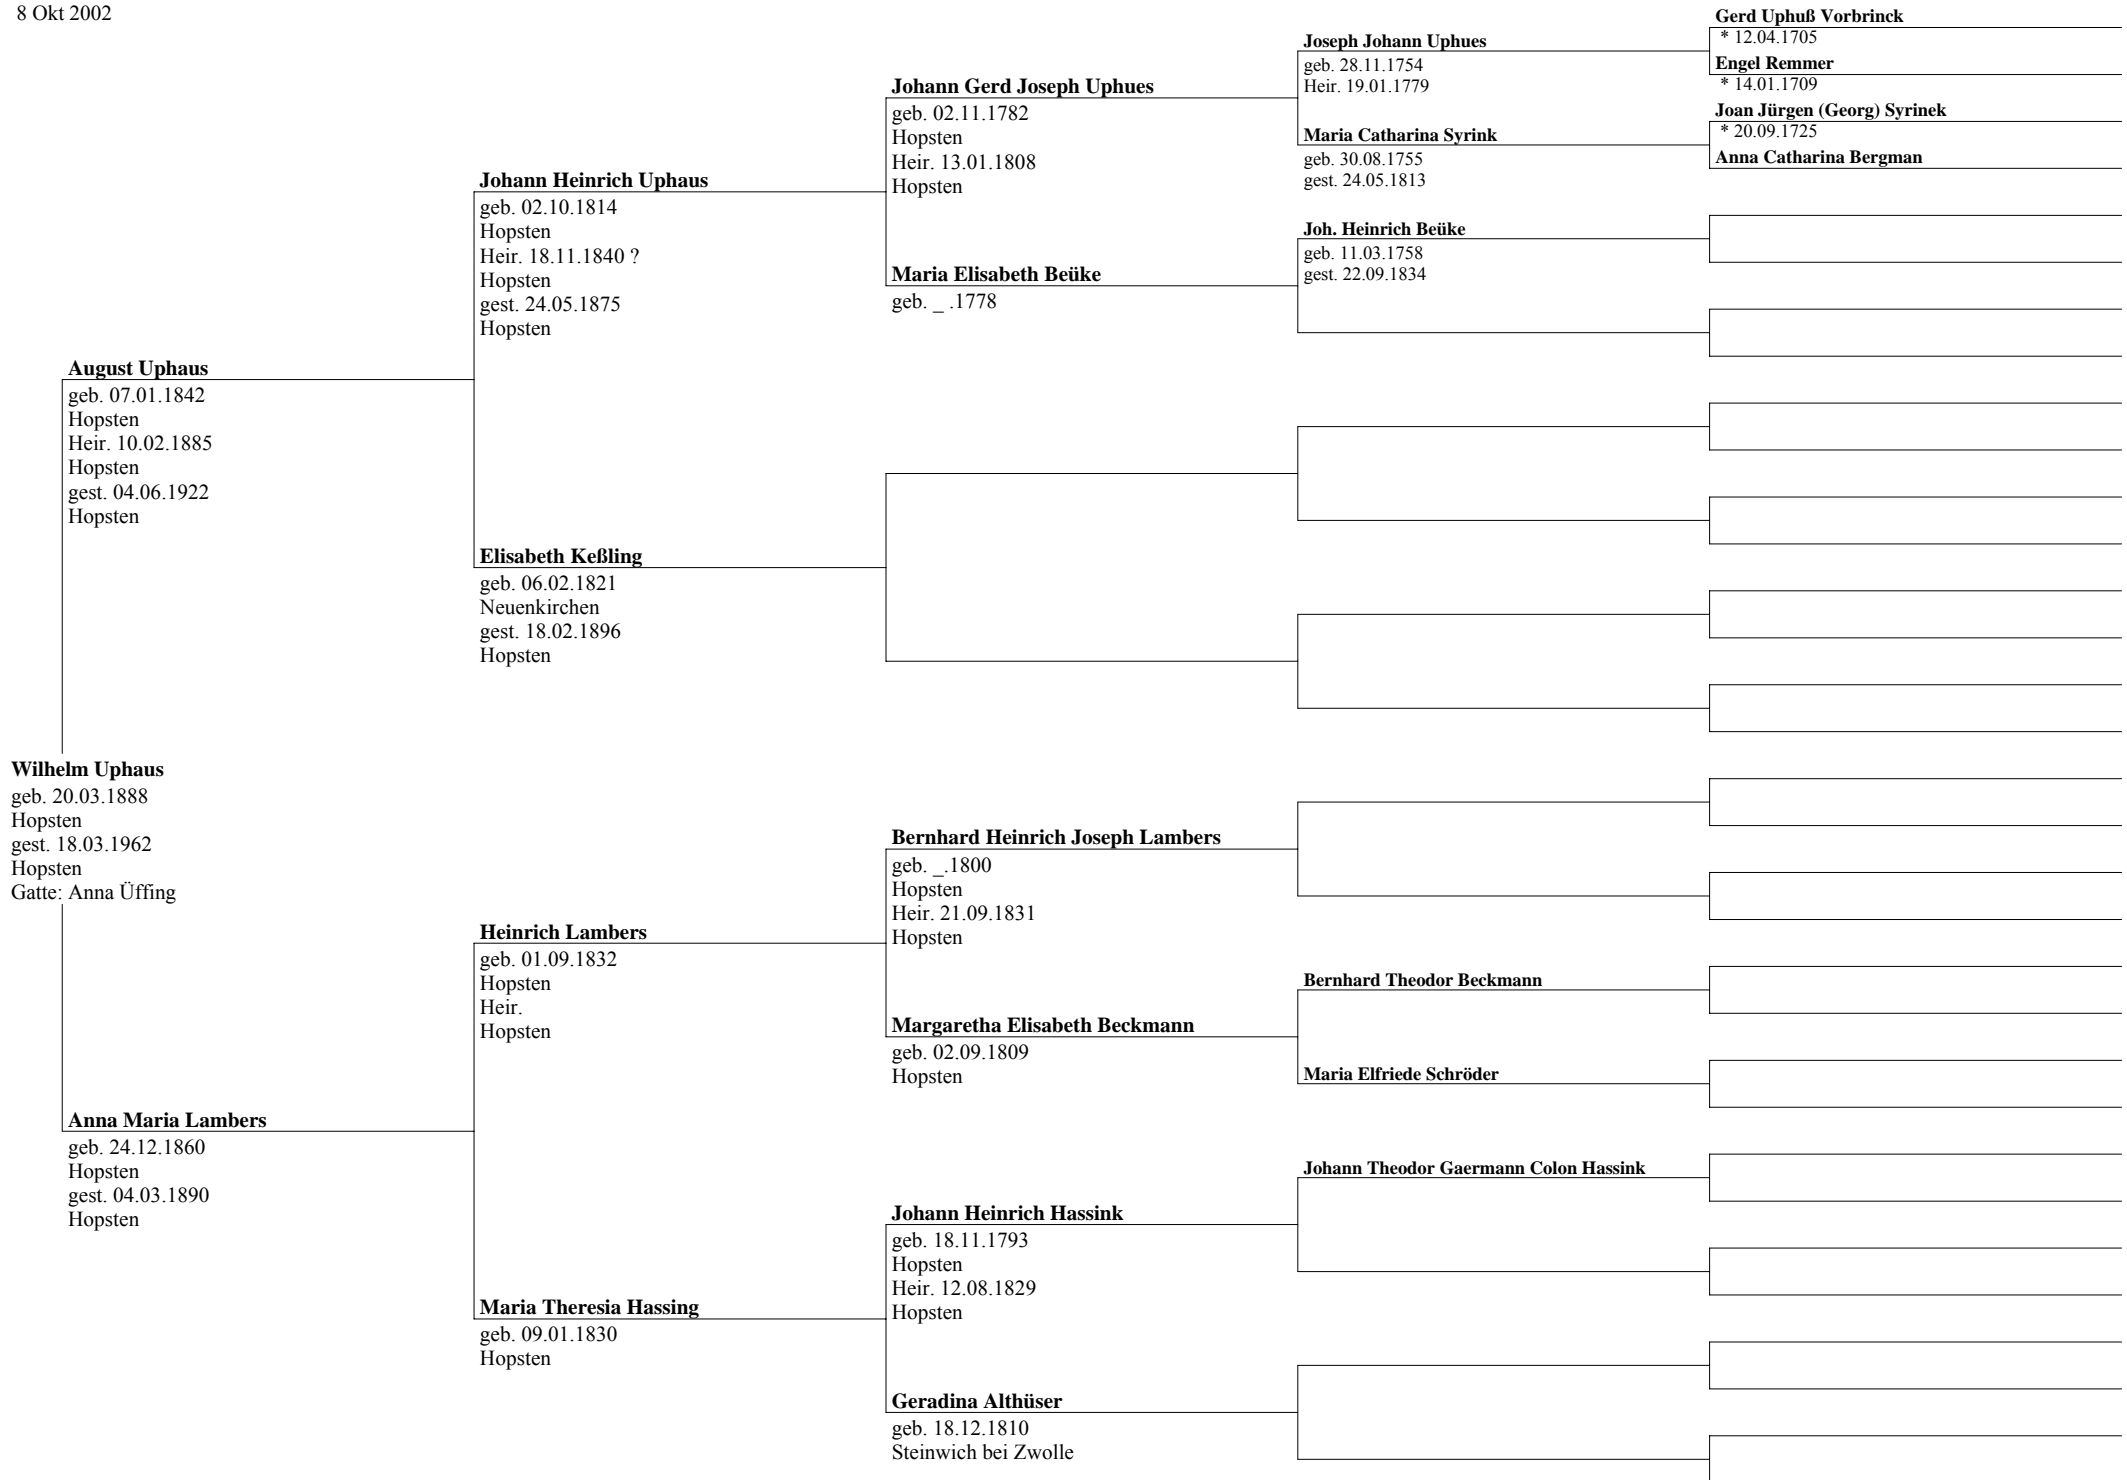 8 Okt 2002
Wilhelm Uphaus
geb. 20.03.1888
Hopsten
gest. 18.03.1962
Hopsten
Gatte: Anna Üffing
August Uphaus
geb. 07.01.1842
Hopsten
Heir. 10.02.1885
Hopsten
gest. 04.06.1922
Hopsten
Anna Maria Lambers
geb. 24.12.1860
Hopsten
gest. 04.03.1890
Hopsten
Johann Heinrich Uphaus
geb. 02.10.1814
Hopsten
Heir. 18.11.1840 ?
Hopsten
gest. 24.05.1875
Hopsten
Elisabeth Keßling
geb. 06.02.1821
Neuenkirchen
gest. 18.02.1896
Hopsten
Heinrich Lambers
geb. 01.09.1832
Hopsten
Heir.
Hopsten
Maria Theresia Hassing
geb. 09.01.1830
Hopsten
Johann Gerd Joseph Uphues
geb. 02.11.1782
Hopsten
Heir. 13.01.1808
Hopsten
Maria Elisabeth Beüke
geb. _ .1778
Bernhard Heinrich Joseph Lambers
geb. _.1800
Hopsten
Heir. 21.09.1831
Hopsten
Margaretha Elisabeth Beckmann
geb. 02.09.1809
Hopsten
Johann Heinrich Hassink
geb. 18.11.1793
Hopsten
Heir. 12.08.1829
Hopsten
Geradina Althüser
geb. 18.12.1810
Steinwich bei Zwolle
Joseph Johann Uphues
geb. 28.11.1754
Heir. 19.01.1779
Maria Catharina Syrink
geb. 30.08.1755
gest. 24.05.1813
Joh. Heinrich Beüke
geb. 11.03.1758
gest. 22.09.1834
Bernhard Theodor Beckmann
Maria Elfriede Schröder
Johann Theodor Gaermann Colon Hassink
Gerd Uphuß Vorbrinck
* 12.04.1705
Engel Remmer
* 14.01.1709
Joan Jürgen (Georg) Syrinek
* 20.09.1725
Anna Catharina Bergman